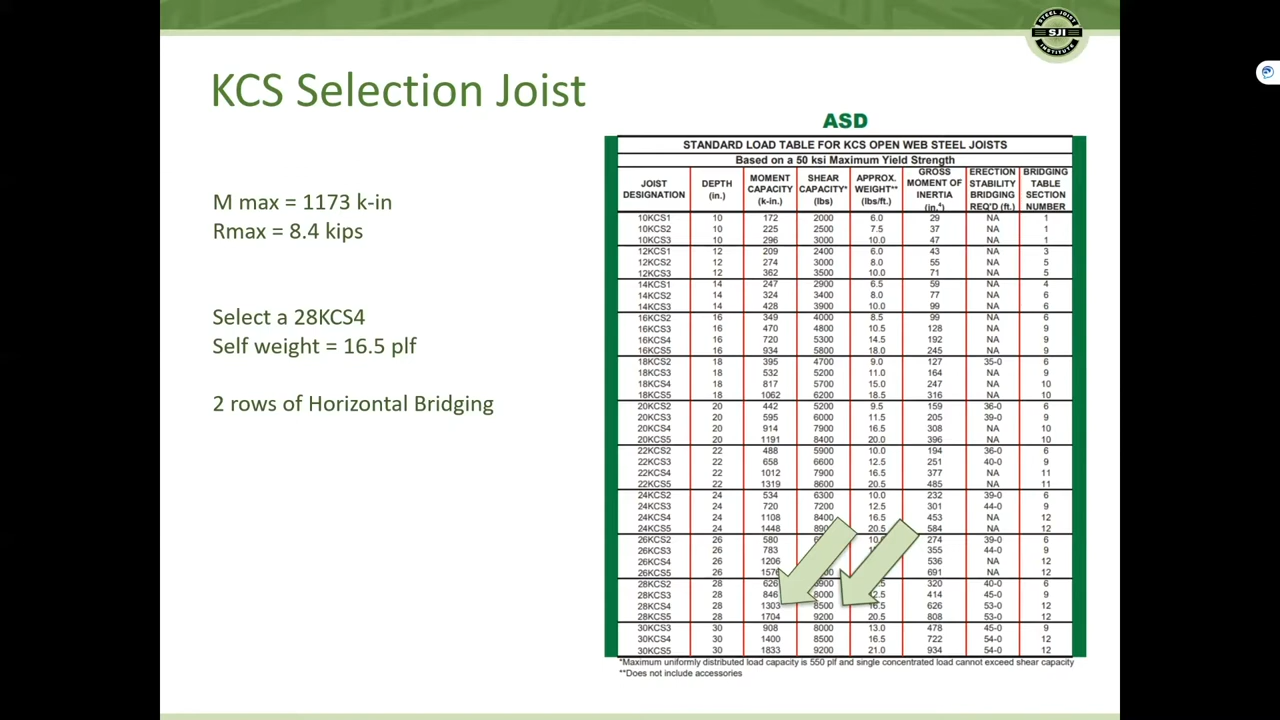 STEEL JOIST
SJI
INSTITUTE
KCS Selection Joist
M max = 1173 k-in
Rmax = 8.4 kips
Select a 28KCS4
Self weight = 16.5 plf
2 rows of Horizontal Bridging
ASD
STANDARD LOAD TABLE FOR KCS OPEN WEB STEEL JOISTS
Based on a 50 ksi Maximum Yield Strength
JOIST DESIGNATION DEPTH (in.) MOMENT CAPACITY (k-in.) SHEAR CAPACITY* (lbs) APPROX. WEIGHT** (lbs/ft.) GROSS MOMENT OF INERTIA (in.⁴) ERECTION STABILITY BRIDGING REQ'D (ft.) BRIDGING TABLE SECTION NUMBER
10KCS1 10 172 2000 6.0 29 NA 1
10KCS2 10 225 2500 7.5 37 NA 1
10KCS3 10 296 3000 10.0 47 NA 1
12KCS1 12 209 2400 6.0 43 NA 3
12KCS2 12 274 3000 8.0 55 NA 5
12KCS3 12 362 3500 10.0 71 NA 5
14KCS1 14 247 2900 6.5 59 NA 4
14KCS2 14 324 3400 8.0 77 NA 6
14KCS3 14 428 3900 10.0 99 NA 6
16KCS2 16 349 4000 8.5 99 NA 6
16KCS3 16 470 4800 10.5 128 NA 9
16KCS4 16 720 5300 14.5 192 NA 9
16KCS5 16 934 5800 18.0 245 NA 9
18KCS2 18 395 4700 9.0 127 35-0 6
18KCS3 18 532 5200 11.0 164 NA 9
18KCS4 18 817 5700 15.0 247 NA 10
18KCS5 18 1062 6200 18.5 316 NA 10
20KCS2 20 442 5200 9.5 159 36-0 6
20KCS3 20 595 6000 11.5 205 39-0 9
20KCS4 20 914 7900 16.5 308 NA 10
20KCS5 20 1191 8400 20.0 396 NA 10
22KCS2 22 488 5900 10.0 194 36-0 6
22KCS3 22 658 6600 12.5 251 40-0 9
22KCS4 22 1012 7900 16.5 377 NA 11
22KCS5 22 1319 8600 20.5 485 NA 11
24KCS2 24 534 6300 10.0 232 39-0 6
24KCS3 24 720 7200 12.5 301 44-0 9
24KCS4 24 1108 8400 16.5 453 NA 12
24KCS5 24 1448 20.5 584 NA 12
26KCS2 26 580 274 39-0 6
26KCS3 26 783 355 44-0 9
26KCS4 26 1206 536 NA 12
26KCS5 26 691 NA 12
28KCS2 28 626 320 40-0 6
28KCS3 28 846 8000 414 45-0 9
28KCS4 28 1303 8500 16.5 626 53-0 12
28KCS5 28 1704 9200 20.5 808 53-0 12
30KCS3 30 908 8000 13.0 478 45-0 9
30KCS4 30 1400 8500 16.5 722 54-0 12
30KCS5 30 1833 9200 21.0 934 54-0 12
*Maximum uniformly distributed load capacity is 550 plf and single concentrated load cannot exceed shear capacity
**Does not include accessories